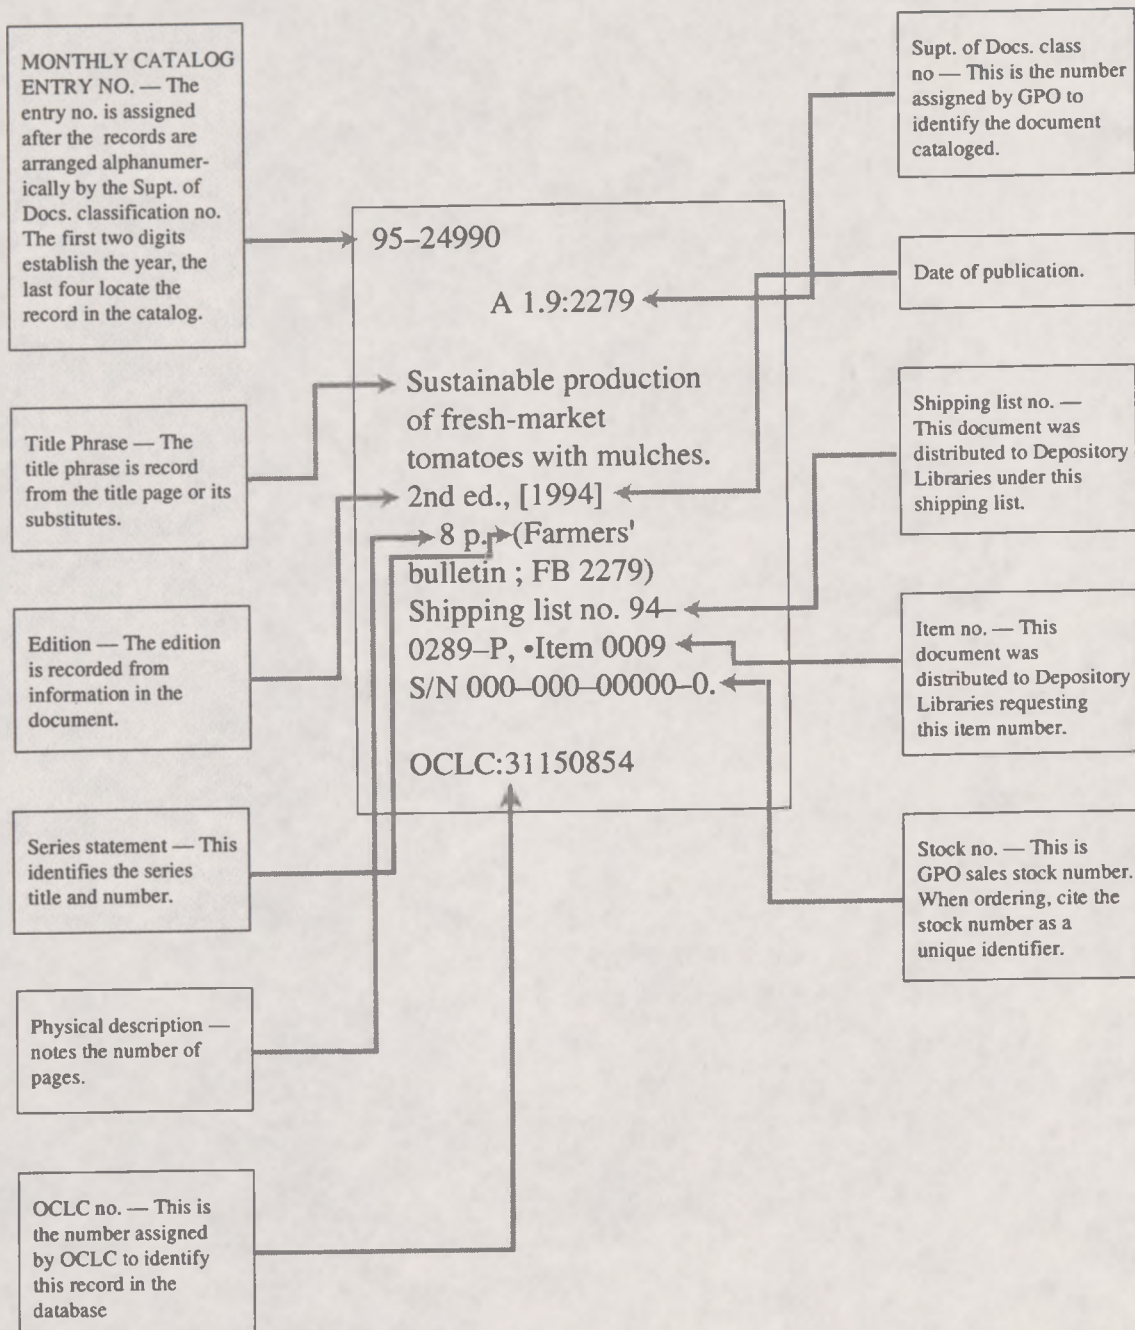 MONTHLY CATALOG
ENTRY NO. — The
entry no. is assigned
after the records are
arranged alphanumer-
ically by the Supt. of
Docs. classification no.
The first two digits
establish the year, the
last four locate the
record in the catalog.
Title Phrase — The
title phrase is record
from the title page or its
substitutes.
Edition — The edition
is recorded from
information in the
document.
Series statement — This
identifies the series
title and number.
Physical description —
notes the number of
pages.
OCLC no. — This is
the number assigned
by OCLC to identify
this record in the
database
95–24990
A 1.9:2279
Sustainable production
of fresh-market
tomatoes with mulches.
2nd ed., [1994]
8 p. (Farmers'
bulletin ; FB 2279)
Shipping list no. 94–
0289–P, •Item 0009
S/N 000–000–00000–0.
OCLC:31150854
Supt. of Docs. class
no — This is the number
assigned by GPO to
identify the document
cataloged.
Date of publication.
Shipping list no. —
This document was
distributed to Depository
Libraries under this
shipping list.
Item no. — This
document was
distributed to Depository
Libraries requesting
this item number.
Stock no. — This is
GPO sales stock number.
When ordering, cite the
stock number as a
unique identifier.